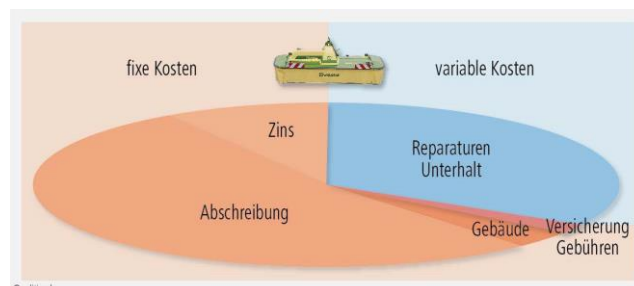 fixe Kosten
variable Kosten
Zins
Reparaturen
Unterhalt
Abschreibung
Gebäude
Versicherung
Gebühren